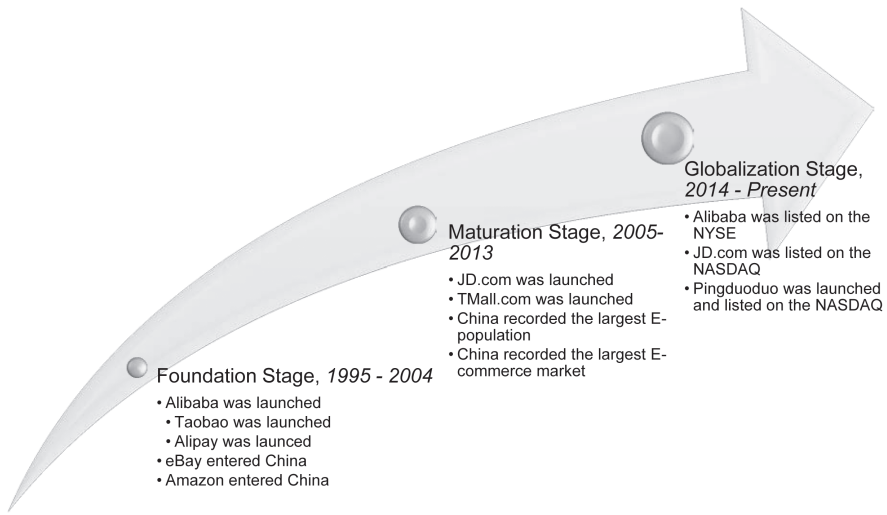 Globalization Stage,
2014 - Present
• Alibaba was listed on the
NYSE
• JD.com was listed on the
NASDAQ
• Pingduoduo was launched
and listed on the NASDAQ
Maturation Stage, 2005-
2013
• JD.com was launched
• TMall.com was launched
• China recorded the largest E-
population
• China recorded the largest E-
commerce market
Foundation Stage, 1995 - 2004
• Alibaba was launched
• Taobao was launched
• Alipay was launced
• eBay entered China
• Amazon entered China